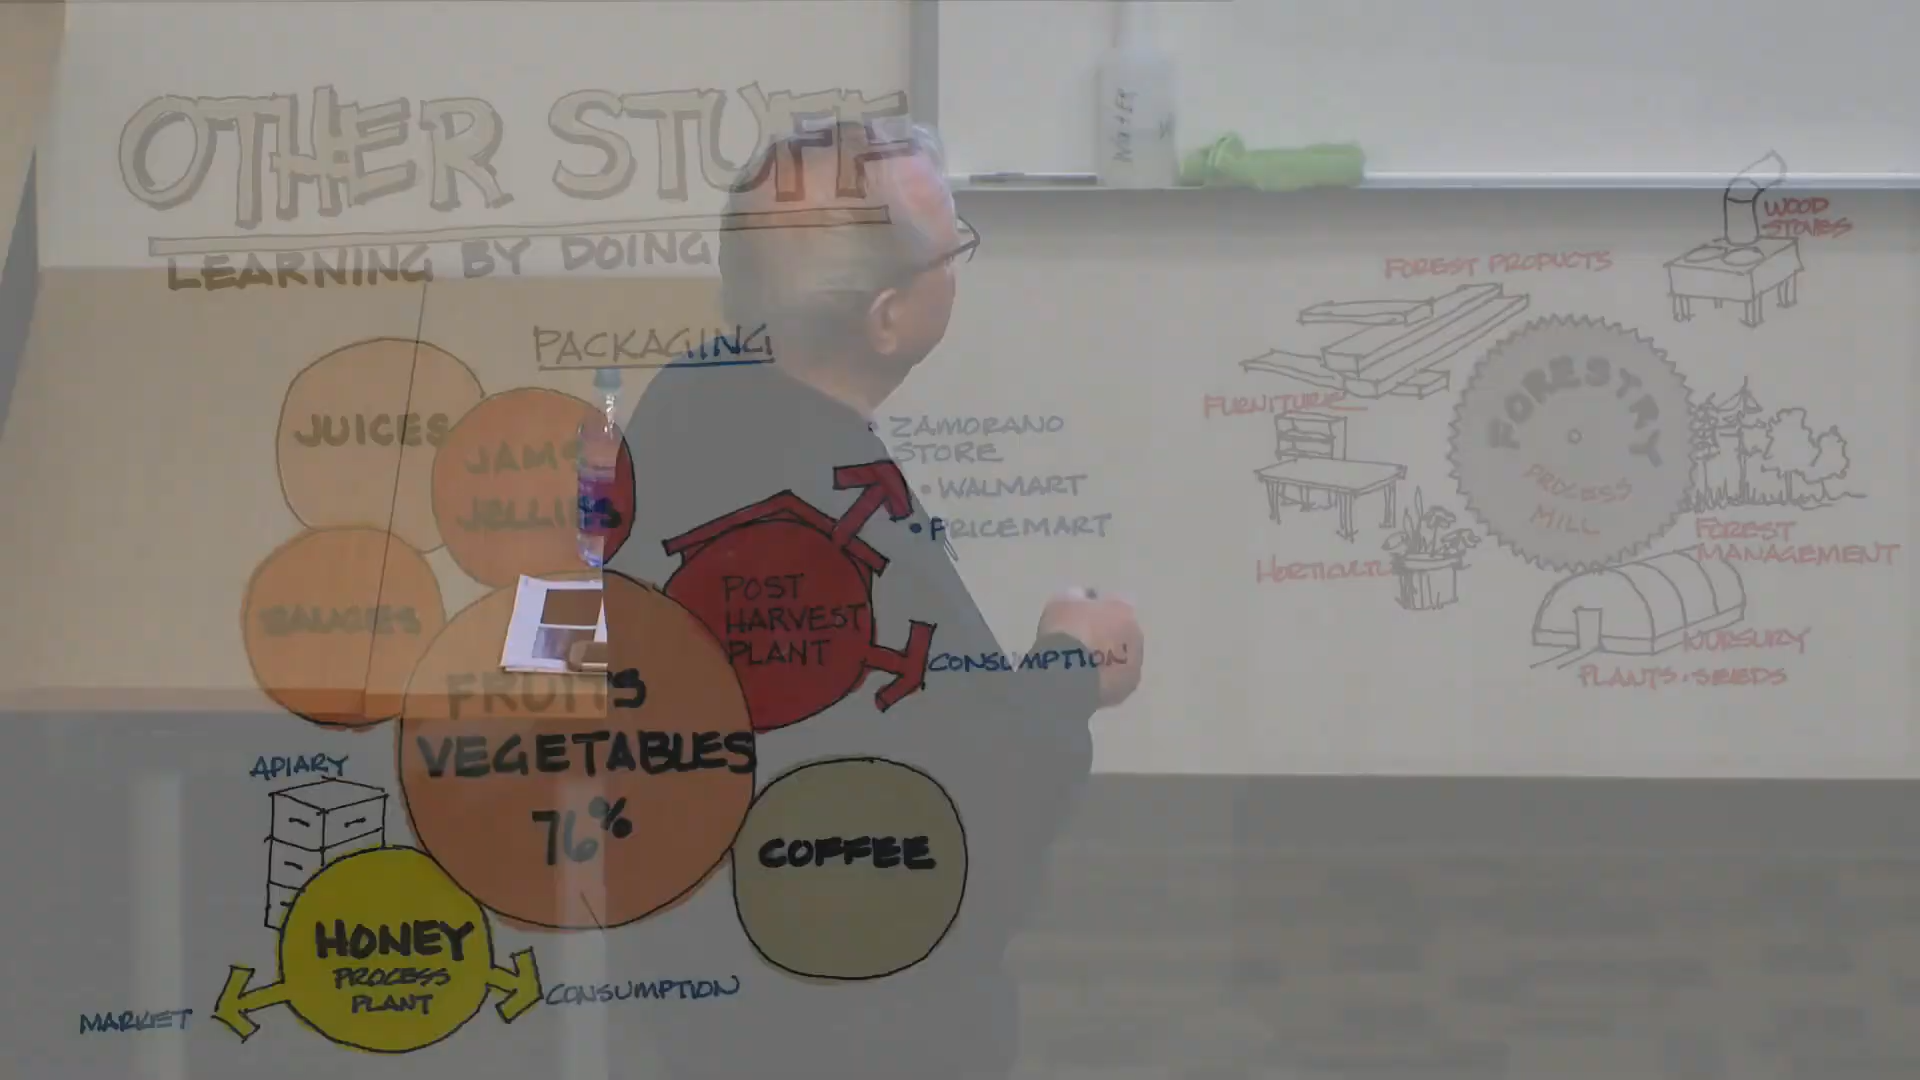 OTHER STUFF
LEARNING BY DOING
PACKAGING
JUICES
JAMS
JELLIES
SALADS
FRUITS
VEGETABLES
76%
POST
HARVEST
PLANT
• ZAMORANO
STORE
• WALMART
• PRICEMART
CONSUMPTION
COFFEE
APIARY
HONEY
PROCESS
PLANT
MARKET
CONSUMPTION
WATER
WOOD
STOVES
FOREST PRODUCTS
FURNITURE
FORESTRY
PROCESS
MILL
FOREST
MANAGEMENT
NURSURY
PLANTS • SEEDS